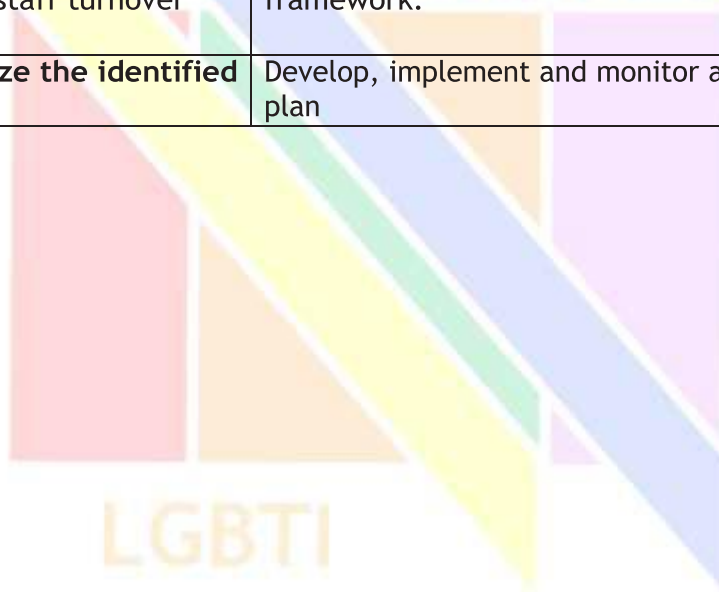 staff turnover
framework.
ze the identified
Develop, implement and monitor a
plan
LGBTI